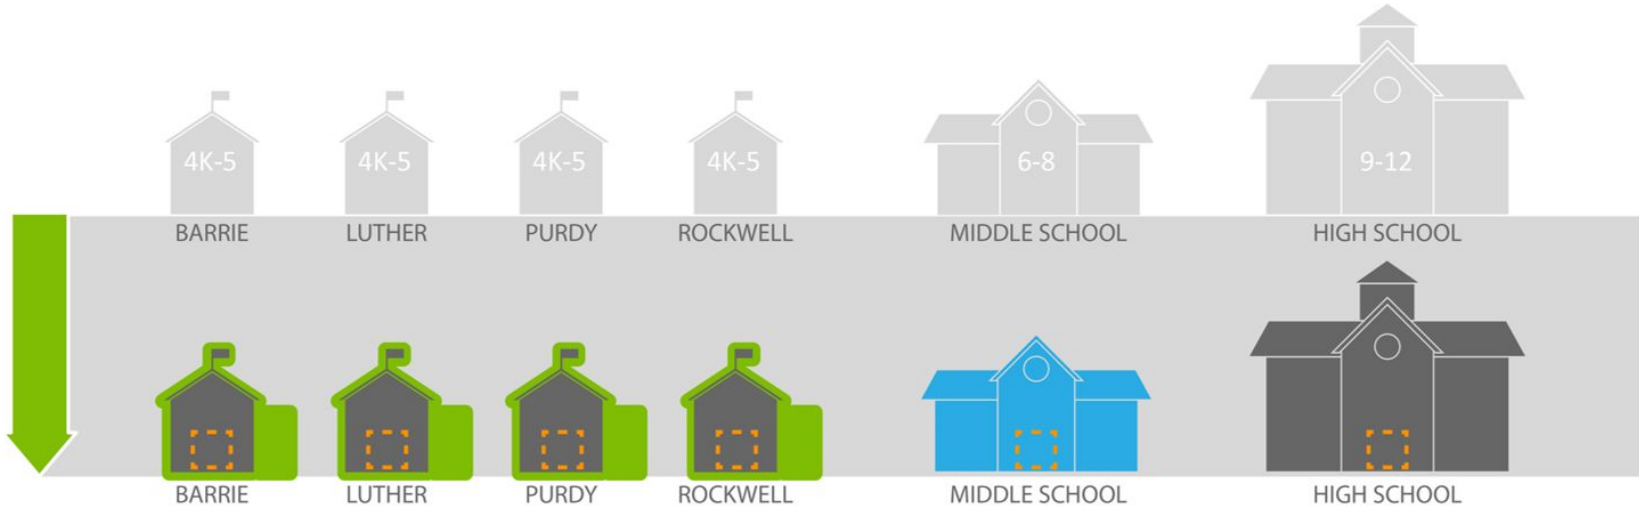 4K-5 4K-5 4K-5 4K-5 6-8 9-12
BARRIE LUTHER PURDY ROCKWELL MIDDLE SCHOOL HIGH SCHOOL
BARRIE LUTHER PURDY ROCKWELL MIDDLE SCHOOL HIGH SCHOOL